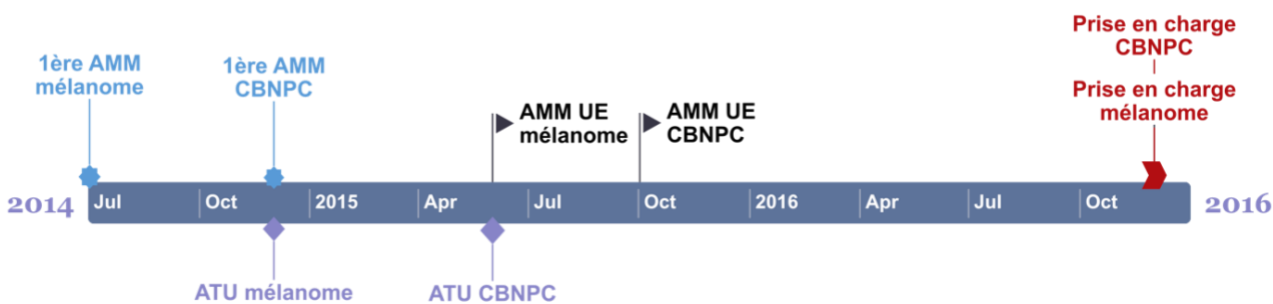 Prise en charge
CBNPC
1ère AMM
mélanome
1ère AMM
CBNPC
AMM UE
mélanome
AMM UE
CBNPC
Prise en charge
mélanome
2014 Jul Oct 2015 Apr Jul Oct 2016 Apr Jul Oct 2016
ATU mélanome
ATU CBNPC